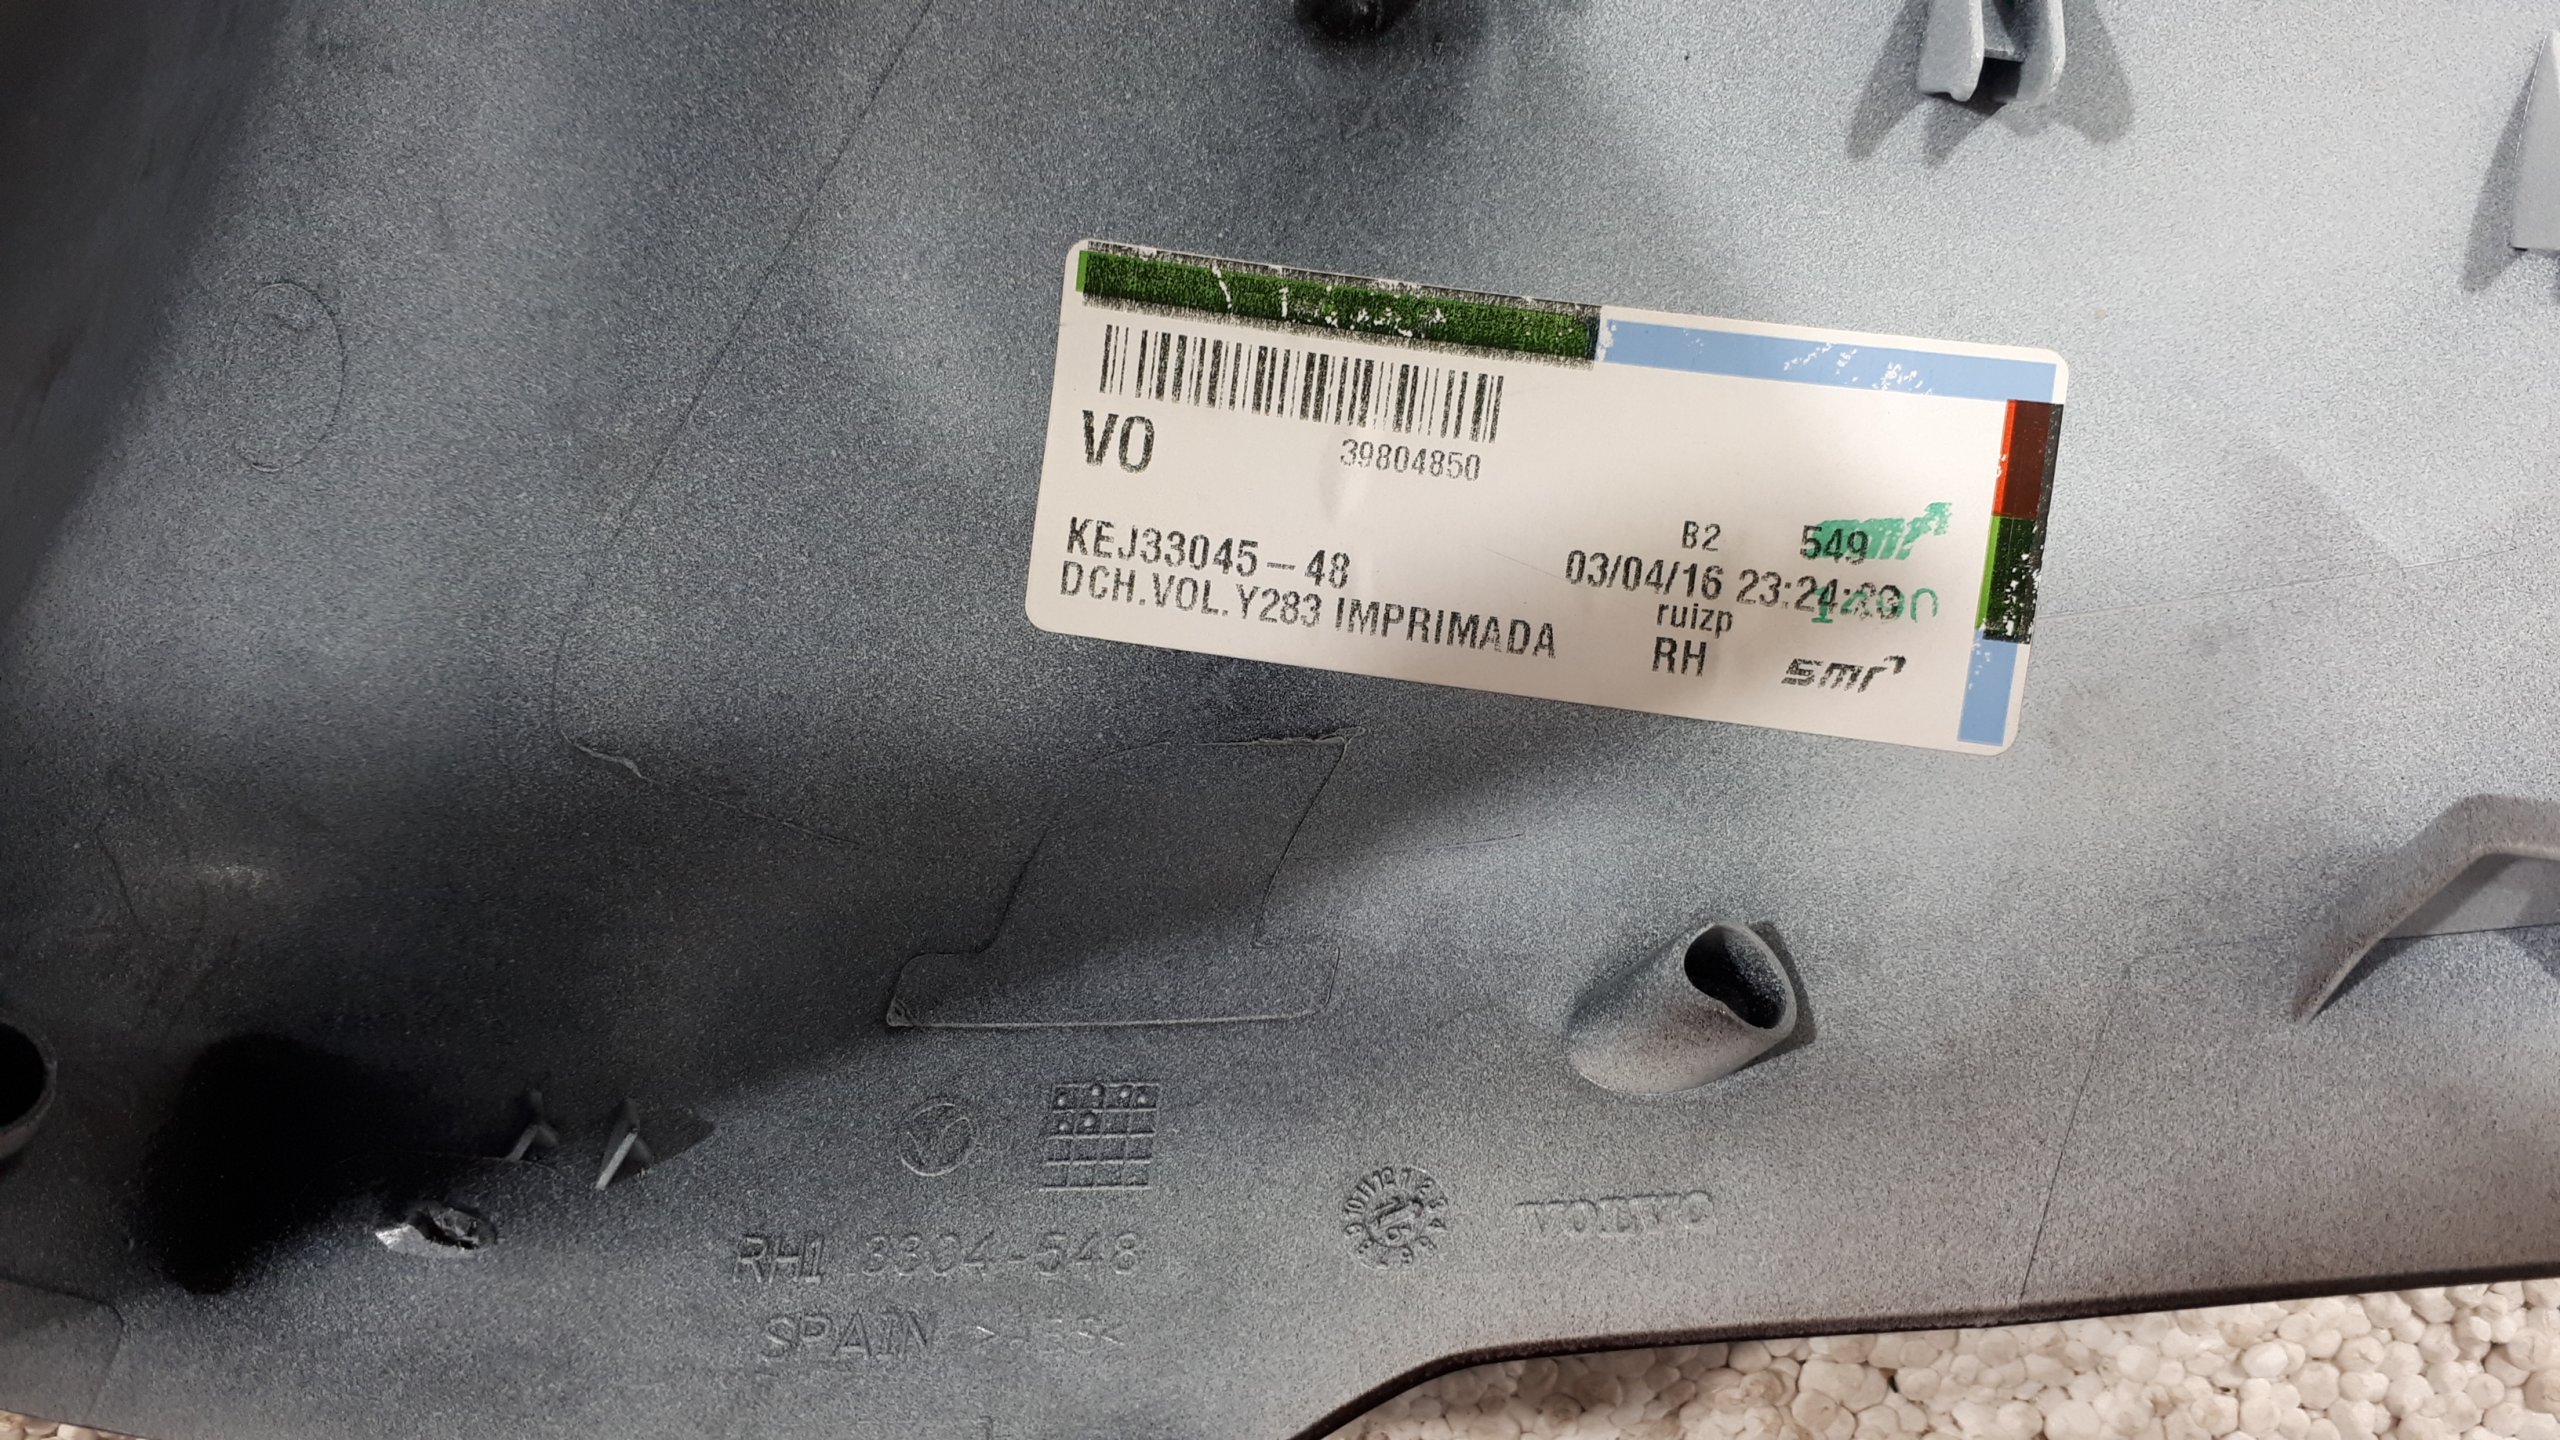 39804850
VO
B2 549
KEJ33045-48
03/04/16 23:24:
DCH.VOL.Y283 IMPRIMADA
ruizp
RH
smr
VOLVO
RH1 3304-548
SPAIN